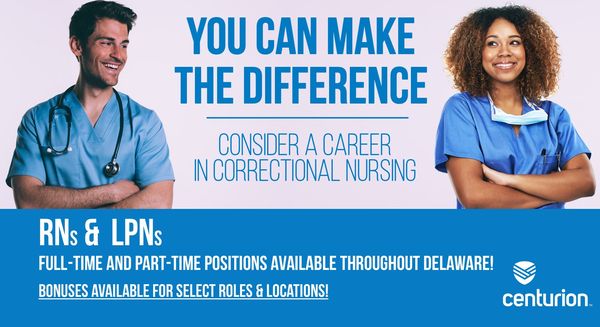 YOU CAN MAKE
THE DIFFERENCE
CONSIDER A CAREER
IN CORRECTIONAL NURSING
RNs & LPNs
FULL-TIME AND PART-TIME POSITIONS AVAILABLE THROUGHOUT DELAWARE!
BONUSES AVAILABLE FOR SELECT ROLES & LOCATIONS!
centurion™